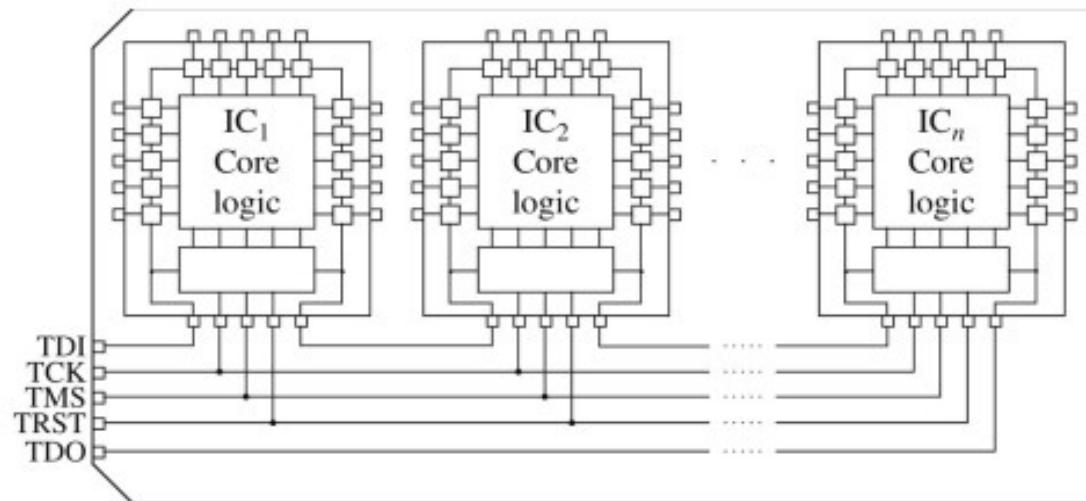 IC₁
Core
logic
IC₂
Core
logic
ICₙ
Core
logic
TDI
TCK
TMS
TRST
TDO